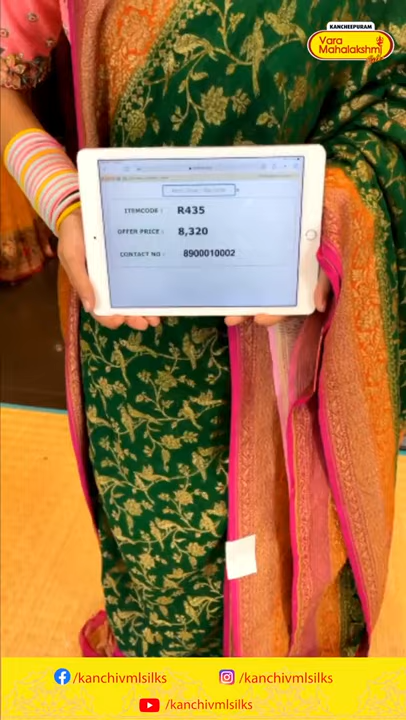 KANCHEEPURAM
Vara
Mahalakshmi
ITEMCODE : R435
OFFER PRICE : 8,320
CONTACT NO : 8900010002
/kanchivmlsilks
/kanchivmlsilks
/kanchivmlsilks